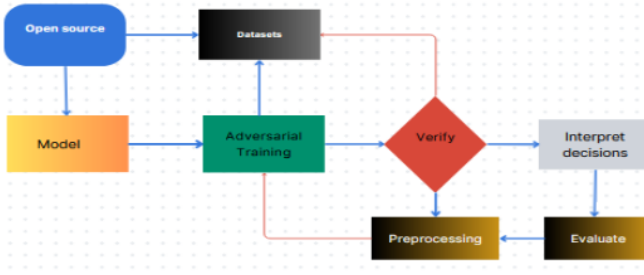 Open source
Datasets
Model
Adversarial
Training
Verify
Interpret
decisions
Preprocessing
Evaluate